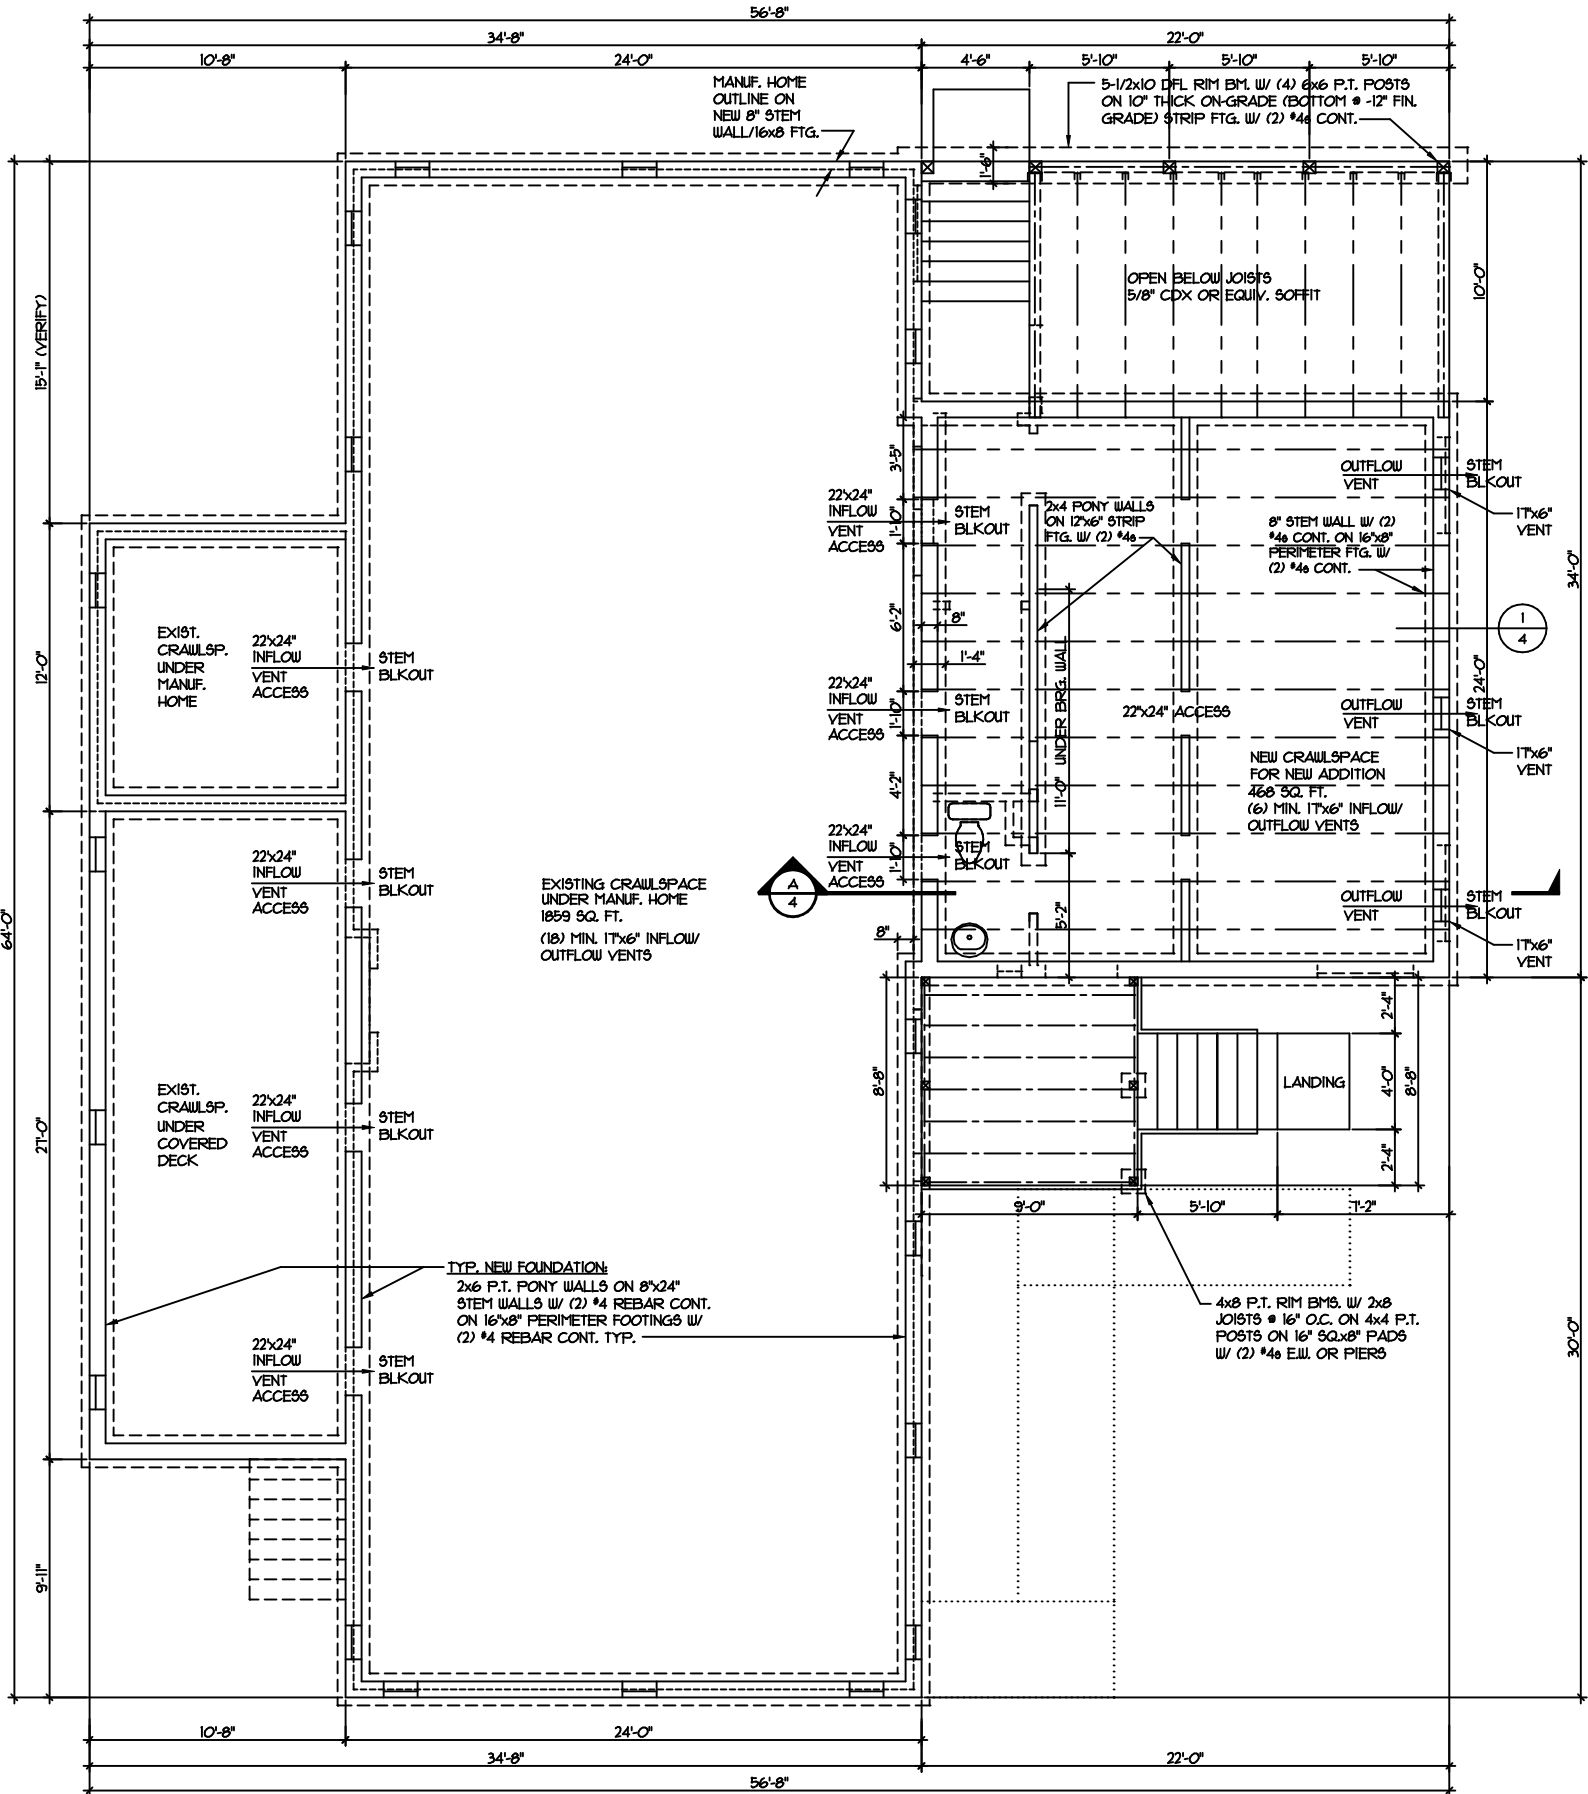 56'-8"
34'-8"
22'-0"
10'-8"
24'-0"
4'-6"
5'-10"
5'-10"
5'-10"
MANUF. HOME
OUTLINE ON
NEW 8" STEM
WALL/16x8 FTG.
5-1/2x10 DFL RIM BM. W/ (4) 6x6 P.T. POSTS
ON 10" THICK ON-GRADE (BOTTOM @ -12" FIN.
GRADE) STRIP FTG. W/ (2) #4s CONT.
1'-6"
OPEN BELOW JOISTS
5/8" CDX OR EQUIV. SOFFIT
10'-0"
15'-1" (VERIFY)
3'-5"
22"x24"
INFLOW
VENT
ACCESS
1'-10"
STEM
BLKOUT
2x4 PONY WALLS
ON 12"x6" STRIP
FTG. W/ (2) #4s
8" STEM WALL W/ (2)
#4s CONT. ON 16"x8"
PERIMETER FTG. W/
(2) #4s CONT.
OUTFLOW
VENT
STEM
BLKOUT
17"x6"
VENT
34'-0"
1
4
6'-2"
8"
1'-4"
12'-0"
EXIST.
CRAWLSP.
UNDER
MANUF.
HOME
22"x24"
INFLOW
VENT
ACCESS
STEM
BLKOUT
22"x24"
INFLOW
VENT
ACCESS
1'-10"
STEM
BLKOUT
11'-0" UNDER BRG. WALL
22"x24" ACCESS
24'-0"
OUTFLOW
VENT
STEM
BLKOUT
17"x6"
VENT
NEW CRAWLSPACE
FOR NEW ADDITION
468 SQ. FT.
(6) MIN. 17"x6" INFLOW/
OUTFLOW VENTS
4'-2"
22"x24"
INFLOW
VENT
ACCESS
1'-10"
STEM
BLKOUT
22"x24"
INFLOW
VENT
ACCESS
STEM
BLKOUT
EXISTING CRAWLSPACE
UNDER MANUF. HOME
1859 SQ. FT.
(18) MIN. 17"x6" INFLOW/
OUTFLOW VENTS
A
4
8"
5'-2"
OUTFLOW
VENT
STEM
BLKOUT
17"x6"
VENT
64'-0"
27'-0"
EXIST.
CRAWLSP.
UNDER
COVERED
DECK
22"x24"
INFLOW
VENT
ACCESS
STEM
BLKOUT
8'-8"
LANDING
2'-4"
4'-0"
2'-4"
8'-8"
9'-0"
5'-10"
7'-2"
TYP. NEW FOUNDATION:
2x6 P.T. PONY WALLS ON 8"x24"
STEM WALLS W/ (2) #4 REBAR CONT.
ON 16"x8" PERIMETER FOOTINGS W/
(2) #4 REBAR CONT. TYP.
4x8 P.T. RIM BMS. W/ 2x8
JOISTS @ 16" O.C. ON 4x4 P.T.
POSTS ON 16" SQ.x8" PADS
W/ (2) #4s E.W. OR PIERS
22"x24"
INFLOW
VENT
ACCESS
STEM
BLKOUT
30'-0"
9'-11"
10'-8"
24'-0"
34'-8"
22'-0"
56'-8"